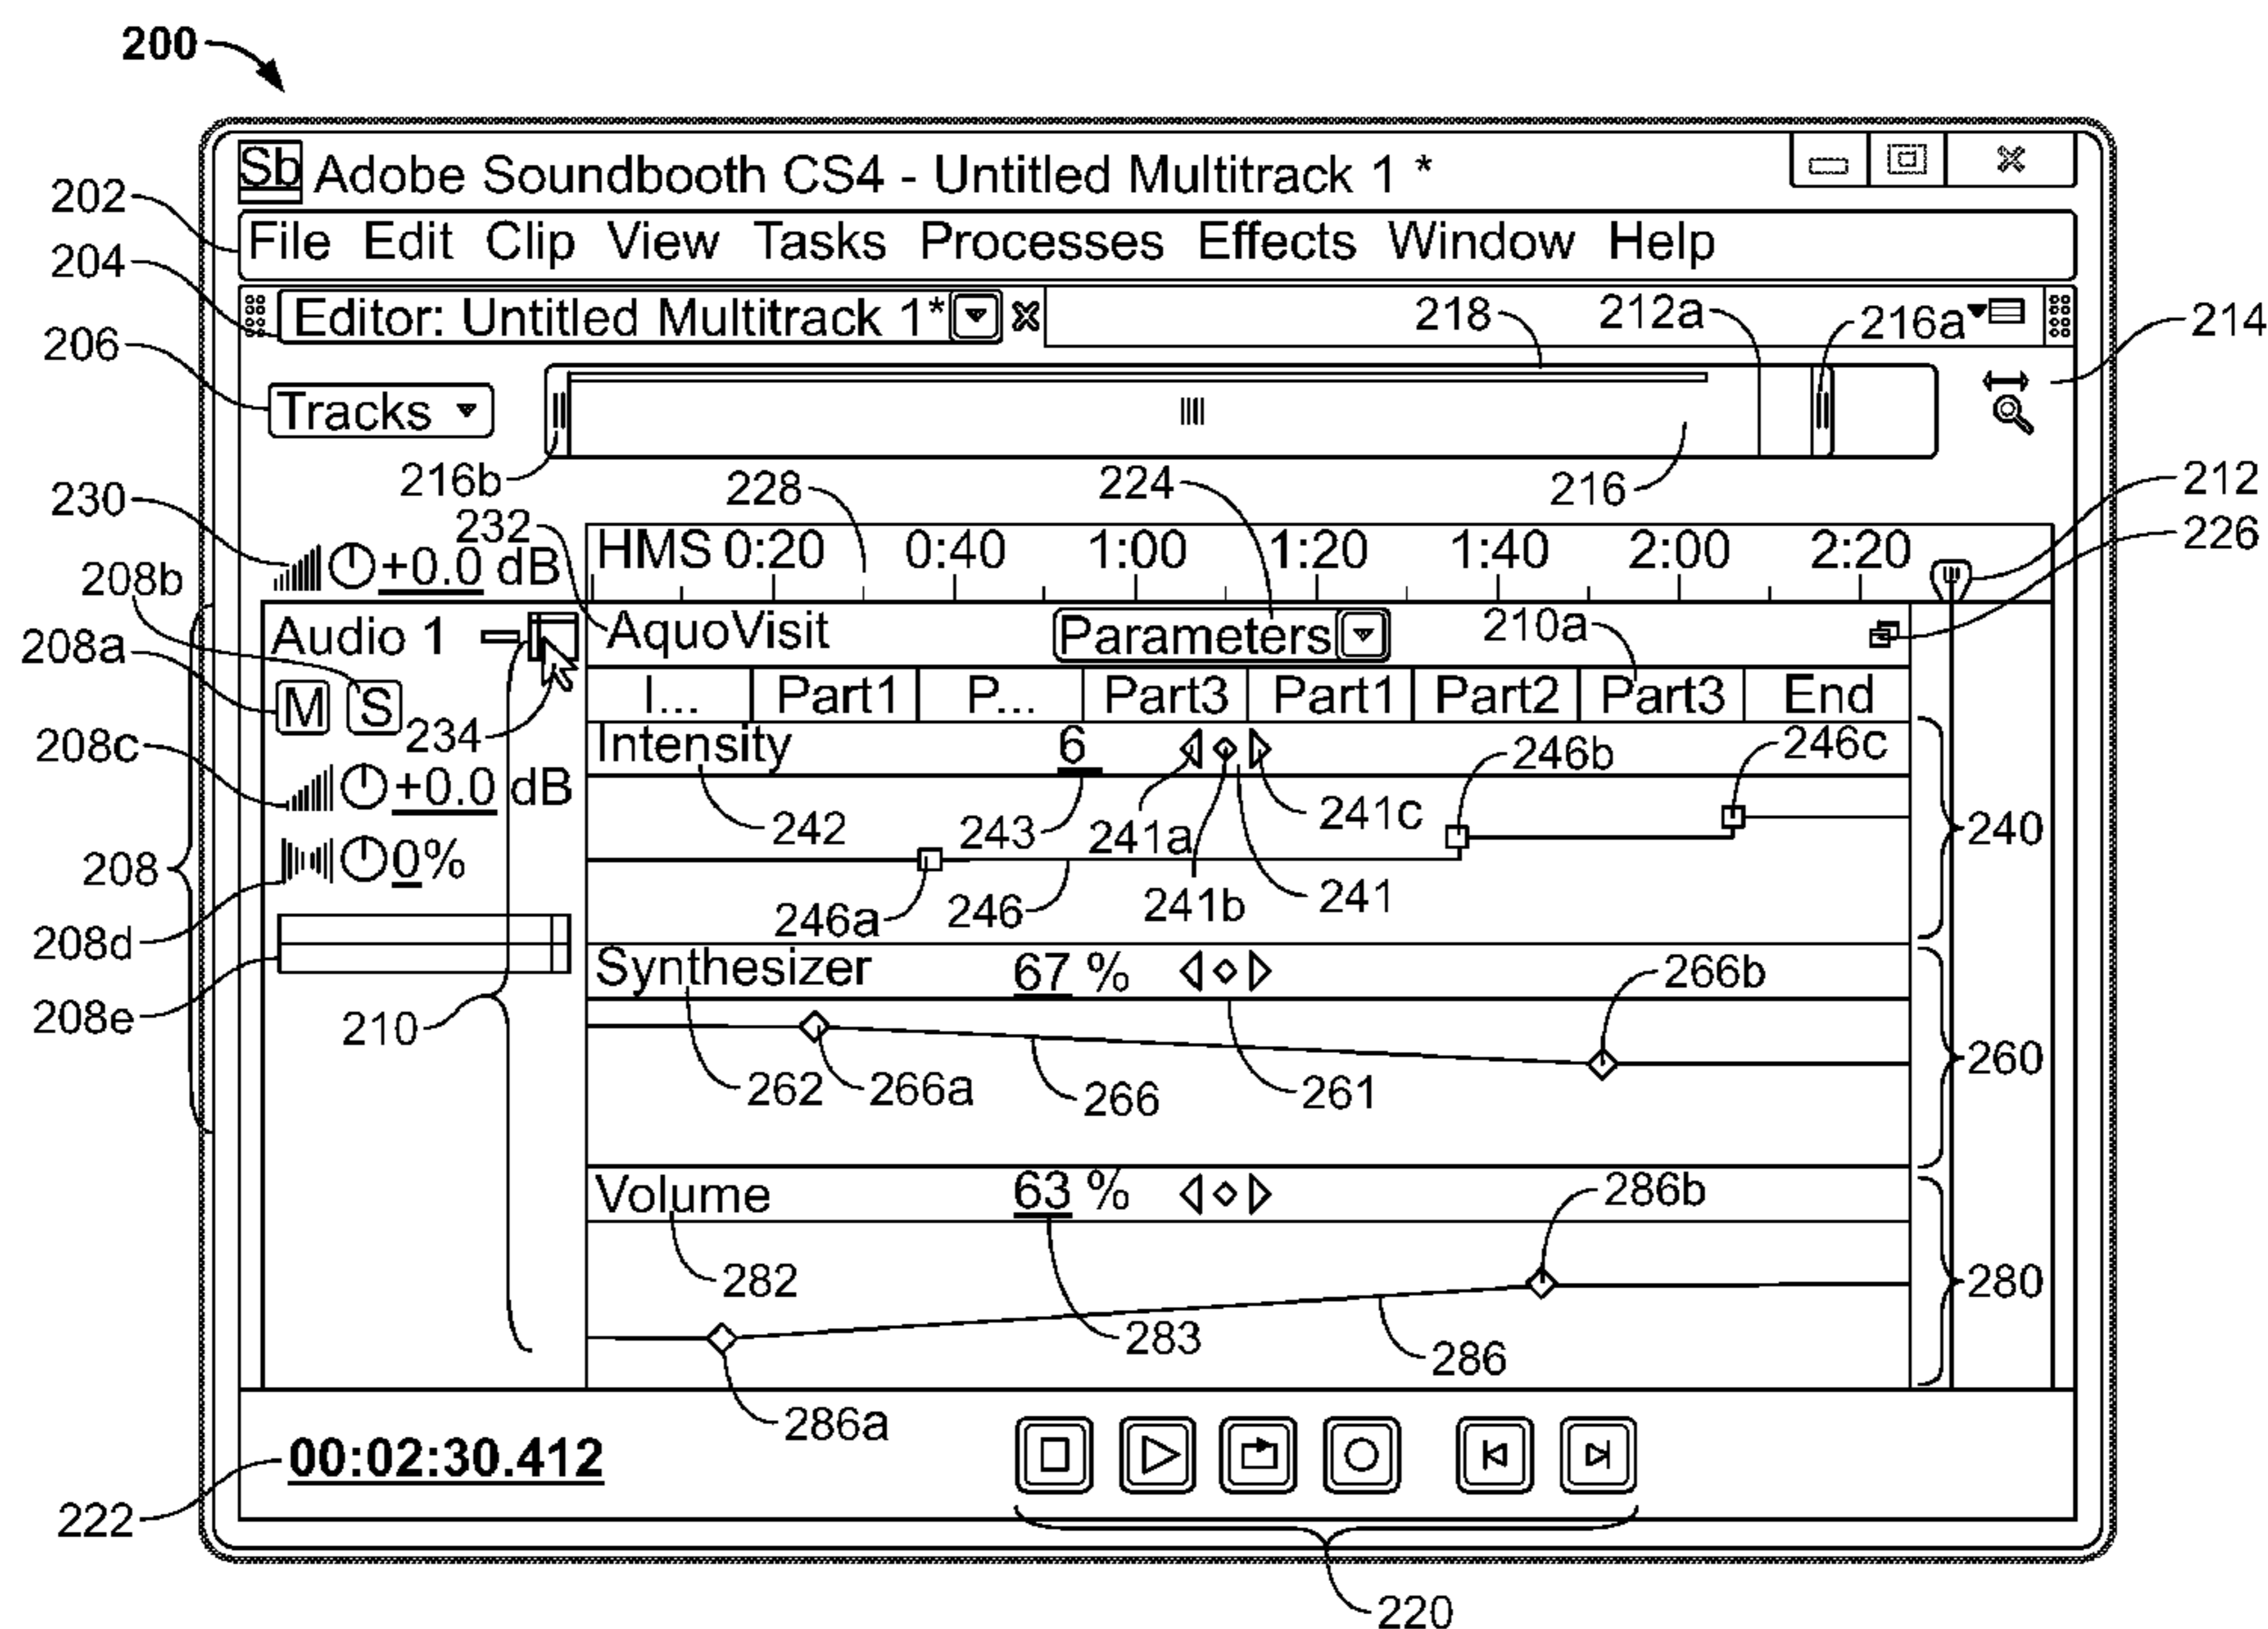 200
Sb Adobe Soundbooth CS4 - Untitled Multitrack 1 *
202
File Edit Clip View Tasks Processes Effects Window Help
204
Editor: Untitled Multitrack 1*
218
212a
216a
214
206
Tracks
216b
228
224
216
212
230
232
226
+0.0 dB
HMS 0:20 0:40 1:00 1:20 1:40 2:00 2:20
208b
Audio 1
AquoVisit
Parameters
210a
208a
M S
I... Part1 P... Part3 Part1 Part2 Part3 End
234
208c
Intensity
6
246b
246c
+0.0 dB
242
243
241a
241c
240
208
0%
246a
246
241b
241
208d
Synthesizer
67 %
266b
208e
210
262
266a
266
261
260
Volume
63 %
286b
282
283
286
280
286a
00:02:30.412
222
220